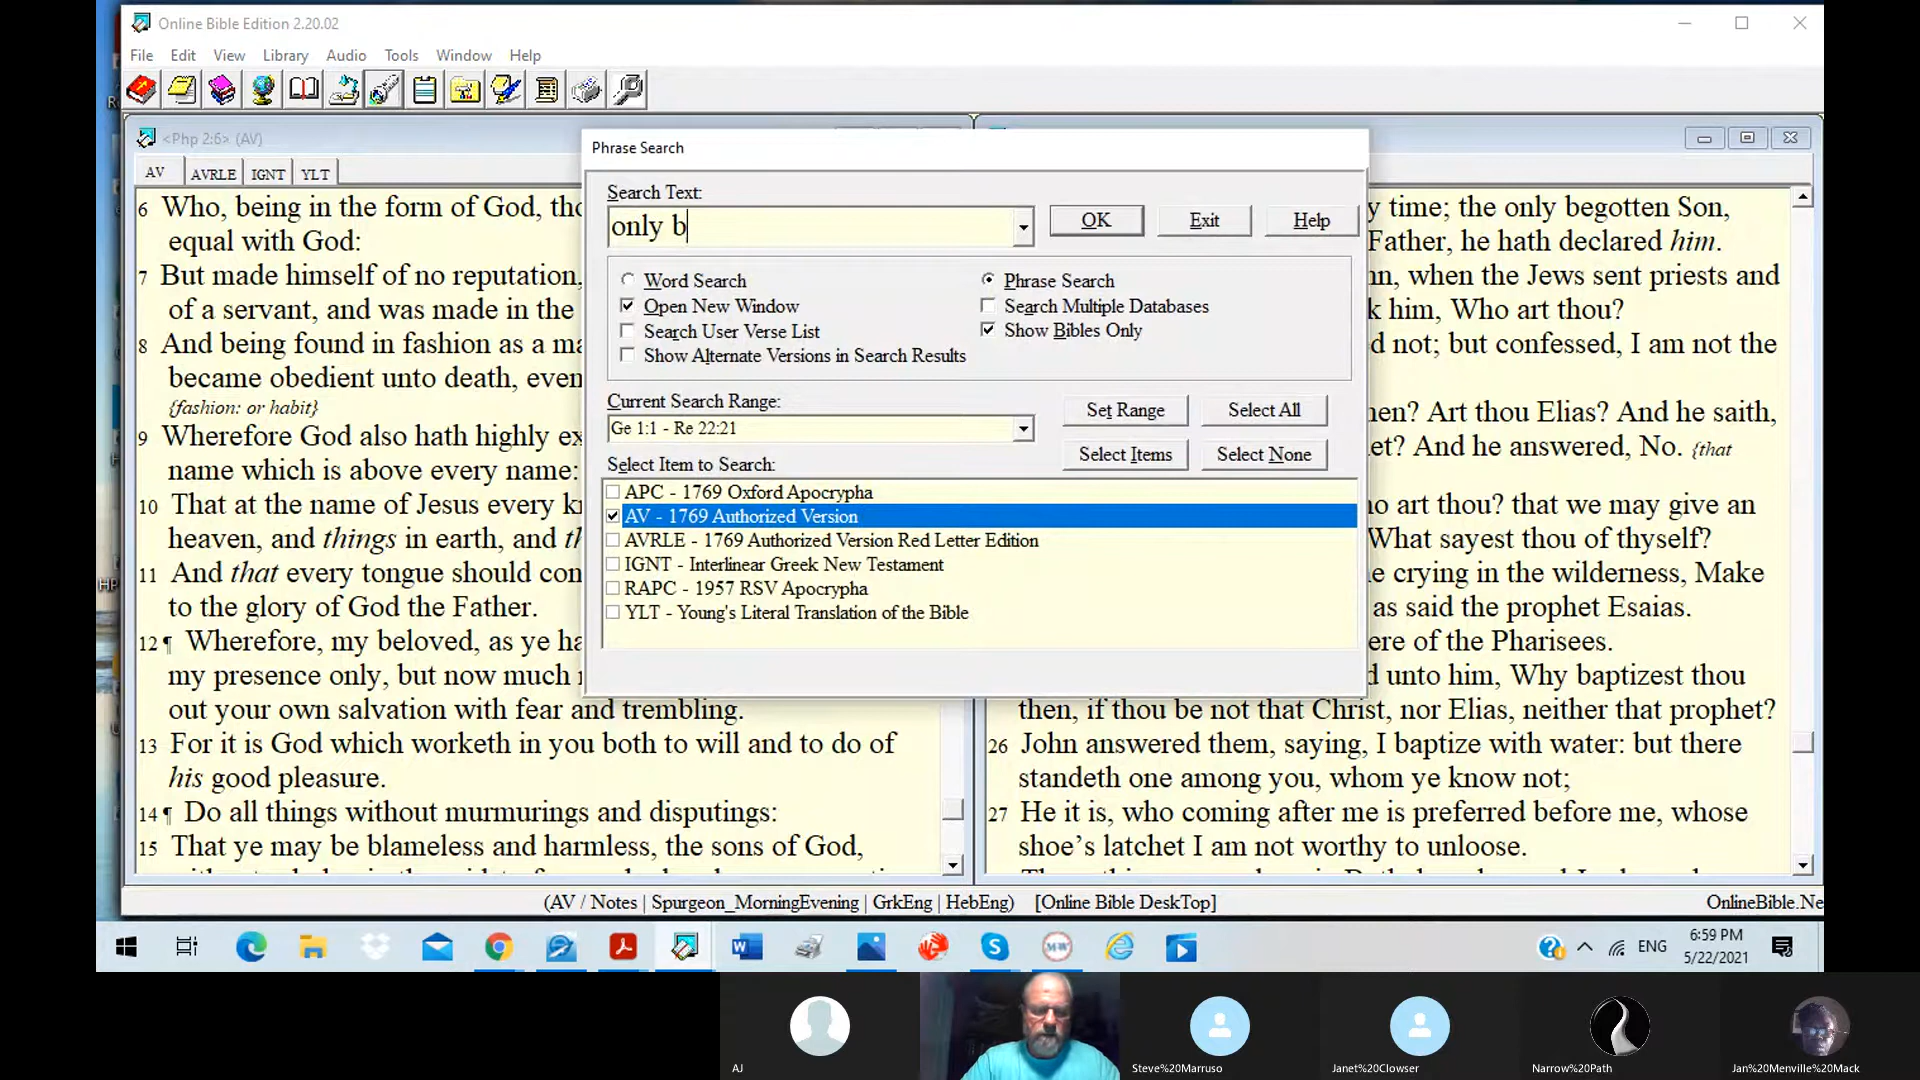 Online Bible Edition 2.20.02
File Edit View Library Audio Tools Window Help
<Php 2:6> (AV)
AV AVRLE IGNT YLT
6 Who, being in the form of God, tho
equal with God:
7 But made himself of no reputation,
of a servant, and was made in the
8 And being found in fashion as a ma
became obedient unto death, even
{fashion: or habit}
9 Wherefore God also hath highly ex
name which is above every name:
10 That at the name of Jesus every kn
heaven, and things in earth, and th
11 And that every tongue should con
to the glory of God the Father.
12 ¶ Wherefore, my beloved, as ye ha
my presence only, but now much
out your own salvation with fear and trembling.
13 For it is God which worketh in you both to will and to do of
his good pleasure.
14 ¶ Do all things without murmurings and disputings:
15 That ye may be blameless and harmless, the sons of God,
Phrase Search
Search Text:
only b
OK Exit Help
Word Search Phrase Search
Open New Window Search Multiple Databases
Search User Verse List Show Bibles Only
Show Alternate Versions in Search Results
Current Search Range:
Ge 1:1 - Re 22:21
Set Range Select All
Select Items Select None
Select Item to Search:
APC - 1769 Oxford Apocrypha
AV - 1769 Authorized Version
AVRLE - 1769 Authorized Version Red Letter Edition
IGNT - Interlinear Greek New Testament
RAPC - 1957 RSV Apocrypha
YLT - Young's Literal Translation of the Bible
y time; the only begotten Son,
Father, he hath declared him.
hn, when the Jews sent priests and
k him, Who art thou?
d not; but confessed, I am not the
hen? Art thou Elias? And he saith,
et? And he answered, No. {that
ho art thou? that we may give an
What sayest thou of thyself?
e crying in the wilderness, Make
as said the prophet Esaias.
ere of the Pharisees.
d unto him, Why baptizest thou
then, if thou be not that Christ, nor Elias, neither that prophet?
26 John answered them, saying, I baptize with water: but there
standeth one among you, whom ye know not;
27 He it is, who coming after me is preferred before me, whose
shoe’s latchet I am not worthy to unloose.
(AV / Notes | Spurgeon_MorningEvening | GrkEng | HebEng) [Online Bible DeskTop] OnlineBible.Ne
ENG
6:59 PM
5/22/2021
AJ
Steve%20Marruso
Janet%20Clowser
Narrow%20Path
Jan%20Menville%20Mack